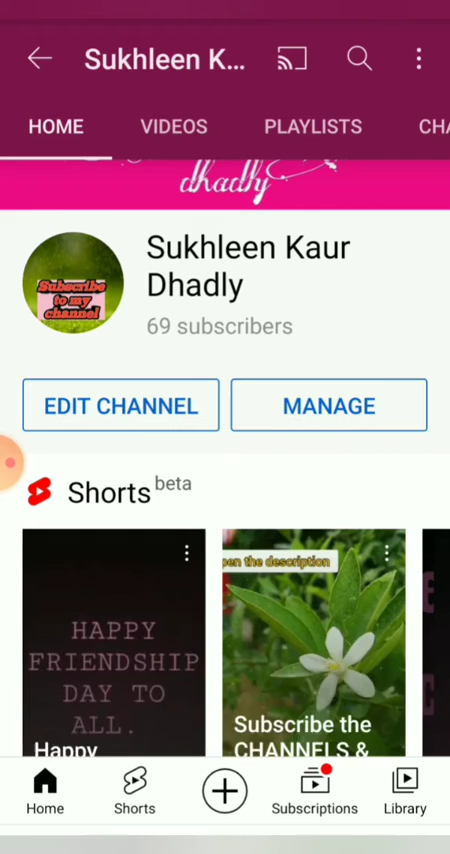 Sukhleen K...
HOME VIDEOS PLAYLISTS CHA
dhadly
Sukhleen Kaur
Dhadly
Subscribe
to my
channel
69 subscribers
EDIT CHANNEL MANAGE
Shorts beta
HAPPY
FRIENDSHIP
DAY TO
ALL.
Happy
pen the description
Subscribe the
CHANNELS &
Home Shorts Subscriptions Library